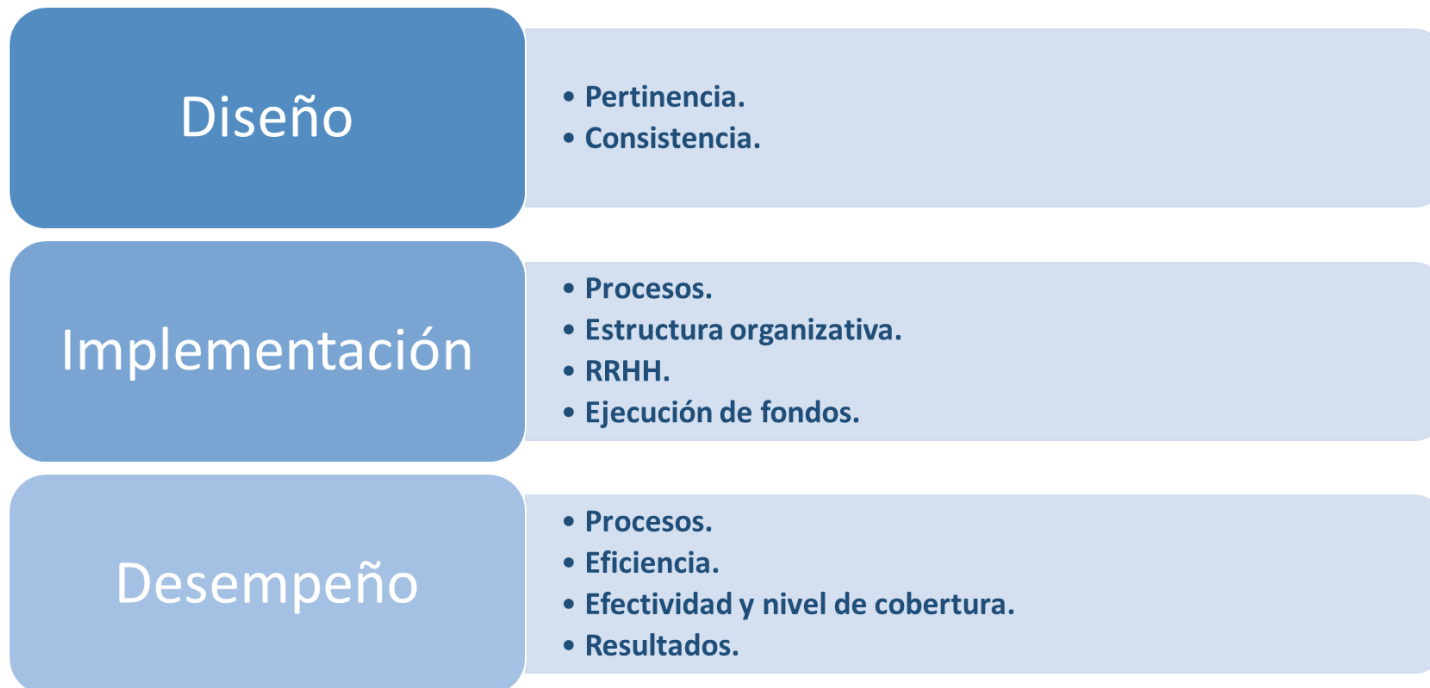 Diseño
• Pertinencia.
• Consistencia.
Implementación
• Procesos.
• Estructura organizativa.
• RRHH.
• Ejecución de fondos.
Desempeño
• Procesos.
• Eficiencia.
• Efectividad y nivel de cobertura.
• Resultados.